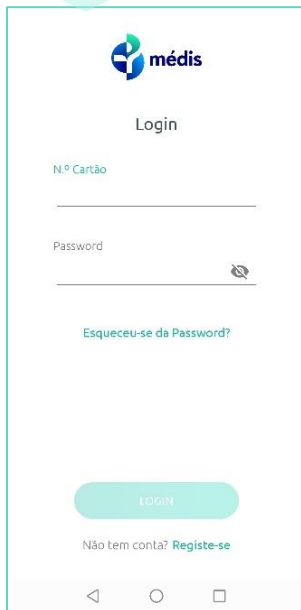 médis
Login
N.º Cartão
Password
Esqueceu-se da Password?
LOGIN
Não tem conta? Registe-se